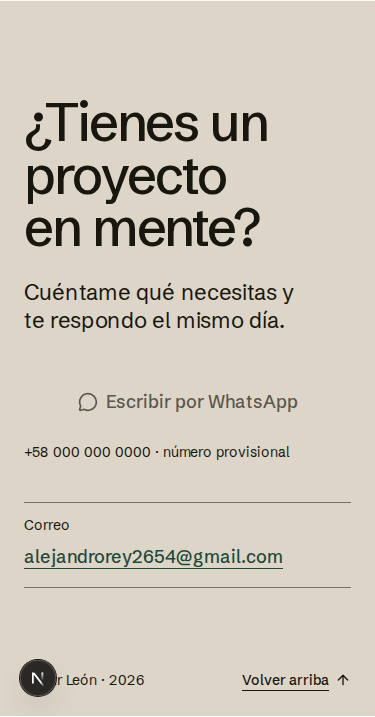 ¿Tienes un
proyecto
en mente?
Cuéntame qué necesitas y
te respondo el mismo día.
Escribir por WhatsApp
+58 000 000 0000 · número provisional
Correo
alejandrorey2654@gmail.com
N
León · 2026
Volver arriba ↑